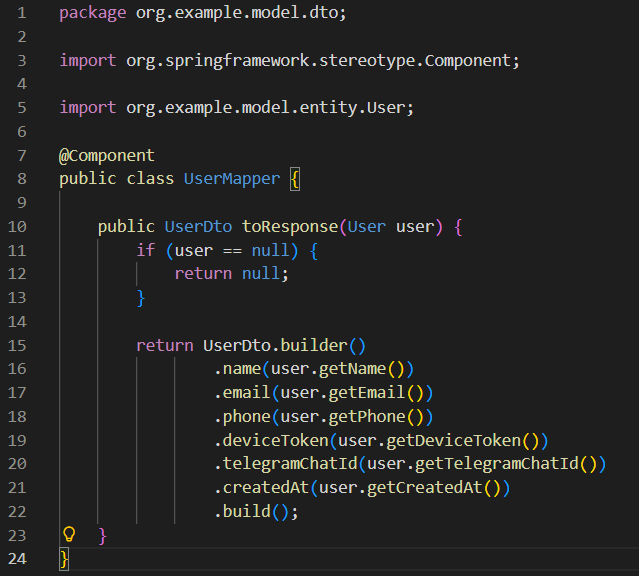 1 package org.example.model.dto;
2
3 import org.springframework.stereotype.Component;
4
5 import org.example.model.entity.User;
6
7 @Component
8 public class UserMapper {
9
10     public UserDto toResponse(User user) {
11         if (user == null) {
12             return null;
13         }
14
15         return UserDto.builder()
16                 .name(user.getName())
17                 .email(user.getEmail())
18                 .phone(user.getPhone())
19                 .deviceToken(user.getDeviceToken())
20                 .telegramChatId(user.getTelegramChatId())
21                 .createdAt(user.getCreatedAt())
22                 .build();
23     }
24 }